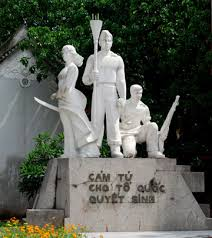 CẢM TỬ
CHO TỔ QUỐC
QUYẾT SINH